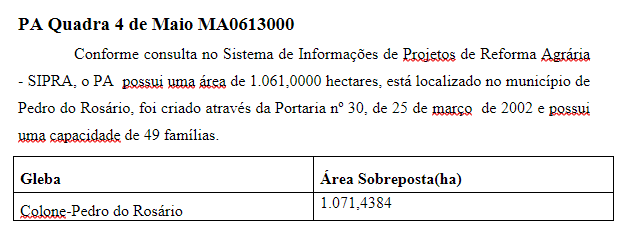 PA Quadra 4 de Maio MA0613000
Conforme consulta no Sistema de Informações de Projetos de Reforma Agrária
- SIPRA, o PA possui uma área de 1.061,0000 hectares, está localizado no município de
Pedro do Rosário, foi criado através da Portaria nº 30, de 25 de março de 2002 e possui
uma capacidade de 49 famílias.
Gleba Área Sobreposta(ha)
Colone-Pedro do Rosário 1.071,4384